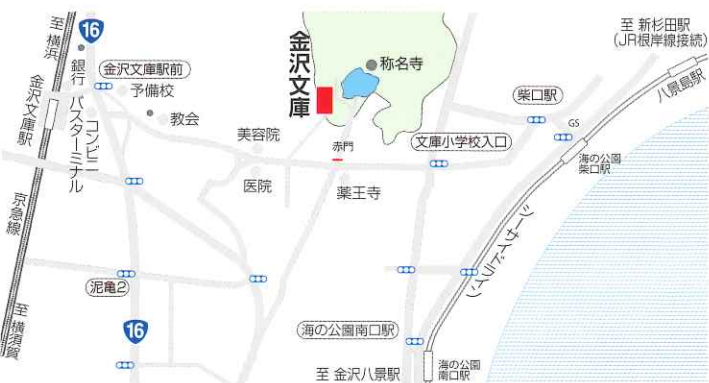 至 横浜
16
銀行
金沢文庫駅前
予備校
教会
金沢文庫駅
バスターミナル
コンビニ
京急線
至 横須賀
泥亀2
16
美容院
医院
金沢文庫
称名寺
赤門
薬王寺
文庫小学校入口
柴口駅
GS
至 新杉田駅
(JR根岸線接続)
八景島駅
海の公園
柴口駅
シーサイドライン
海の公園南口駅
至 金沢八景駅
海の公園
南口駅